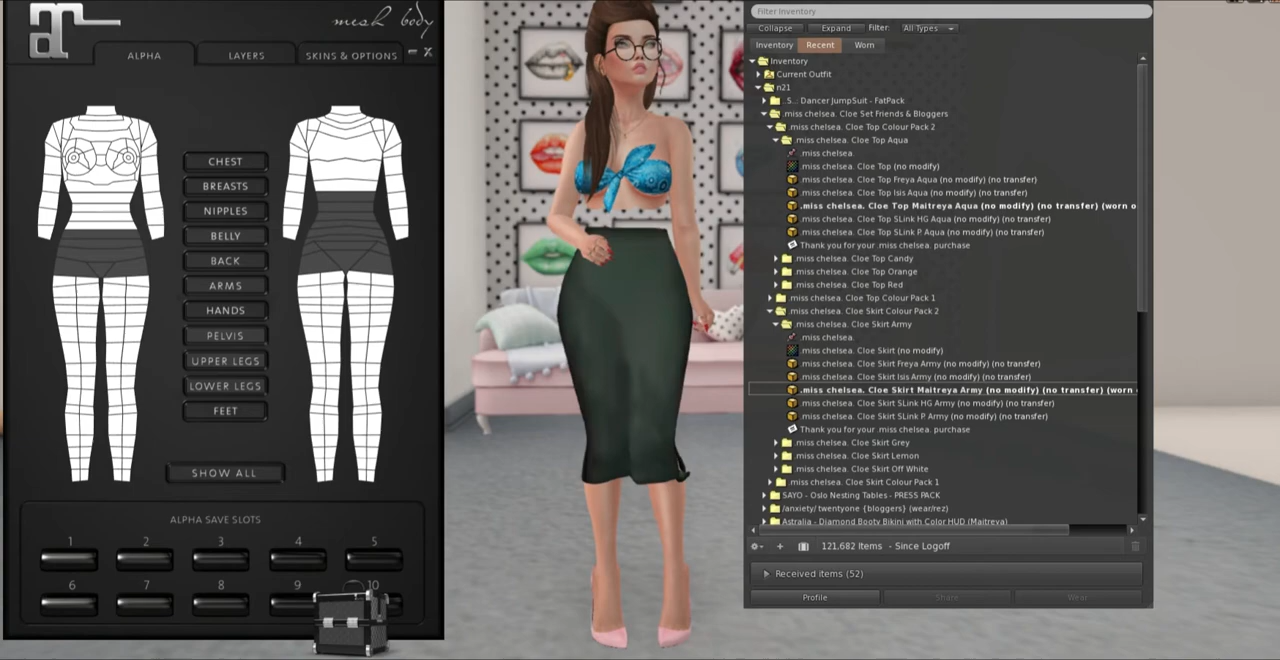 mesh body
ALPHA
LAYERS
SKINS & OPTIONS
X
CHEST
BREASTS
NIPPLES
BELLY
BACK
ARMS
HANDS
PELVIS
UPPER LEGS
LOWER LEGS
FEET
SHOW ALL
ALPHA SAVE SLOTS
1 2 3 4 5
6 7 8 9 10
Filter Inventory
Collapse Expand Filter: All Types
Inventory Recent Worn
Inventory
Current Outfit
n21
..S... Dancer JumpSuit - FatPack
.miss chelsea. Cloe Set Friends & Bloggers
.miss chelsea. Cloe Top Colour Pack 2
.miss chelsea. Cloe Top Aqua
.miss chelsea.
.miss chelsea. Cloe Top (no modify)
.miss chelsea. Cloe Top Freya Aqua (no modify) (no transfer)
.miss chelsea. Cloe Top Isis Aqua (no modify) (no transfer)
.miss chelsea. Cloe Top Maitreya Aqua (no modify) (no transfer) (worn o
.miss chelsea. Cloe Top SLink HG Aqua (no modify) (no transfer)
.miss chelsea. Cloe Top SLink P. Aqua (no modify) (no transfer)
Thank you for your .miss chelsea. purchase
.miss chelsea. Cloe Top Candy
.miss chelsea. Cloe Top Orange
.miss chelsea. Cloe Top Red
.miss chelsea. Cloe Top Colour Pack 1
.miss chelsea. Cloe Skirt Colour Pack 2
.miss chelsea. Cloe Skirt Army
.miss chelsea.
.miss chelsea. Cloe Skirt (no modify)
.miss chelsea. Cloe Skirt Freya Army (no modify) (no transfer)
.miss chelsea. Cloe Skirt Isis Army (no modify) (no transfer)
.miss chelsea. Cloe Skirt Maitreya Army (no modify) (no transfer) (worn
.miss chelsea. Cloe Skirt SLink HG Army (no modify) (no transfer)
.miss chelsea. Cloe Skirt SLink P. Army (no modify) (no transfer)
Thank you for your .miss chelsea. purchase
.miss chelsea. Cloe Skirt Grey
.miss chelsea. Cloe Skirt Lemon
.miss chelsea. Cloe Skirt Off White
.miss chelsea. Cloe Skirt Colour Pack 1
SAYO - Oslo Nesting Tables - PRESS PACK
/anxiety/ twentyone {bloggers} (wear/rez)
Astralia - Diamond Booty Bikini with Color HUD (Maitreya)
121,682 Items - Since Logoff
Received items (52)
Profile Share Wear